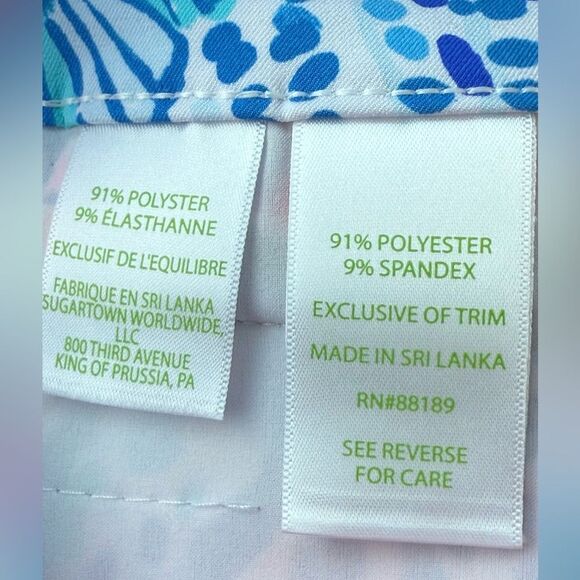 91% POLYSTER
9% ÉLASTHANNE
EXCLUSIF DE L'EQUILIBRE
FABRIQUE EN SRI LANKA
SUGARTOWN WORLDWIDE,
LLC
800 THIRD AVENUE
KING OF PRUSSIA, PA
91% POLYESTER
9% SPANDEX
EXCLUSIVE OF TRIM
MADE IN SRI LANKA
RN#88189
SEE REVERSE
FOR CARE